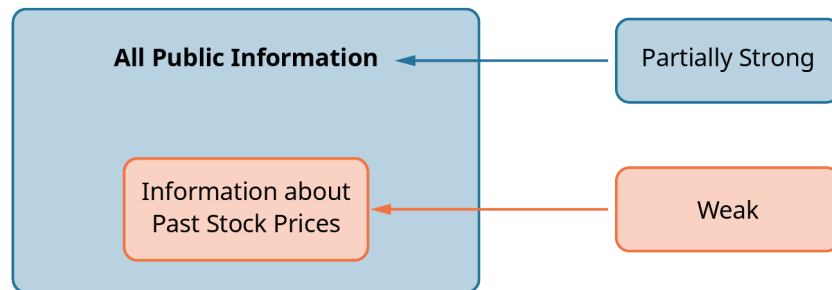 All Public Information
Partially Strong
Information about
Past Stock Prices
Weak